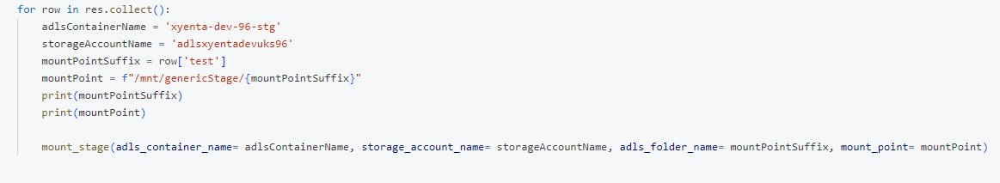 for row in res.collect():
    adlsContainerName = 'xyenta-dev-96-stg'
    storageAccountName = 'adlsxyentadevuks96'
    mountPointSuffix = row['test']
    mountPoint = f"/mnt/genericStage/{mountPointSuffix}"
    print(mountPointSuffix)
    print(mountPoint)

    mount_stage(adls_container_name= adlsContainerName, storage_account_name= storageAccountName, adls_folder_name= mountPointSuffix, mount_point= mountPoint)